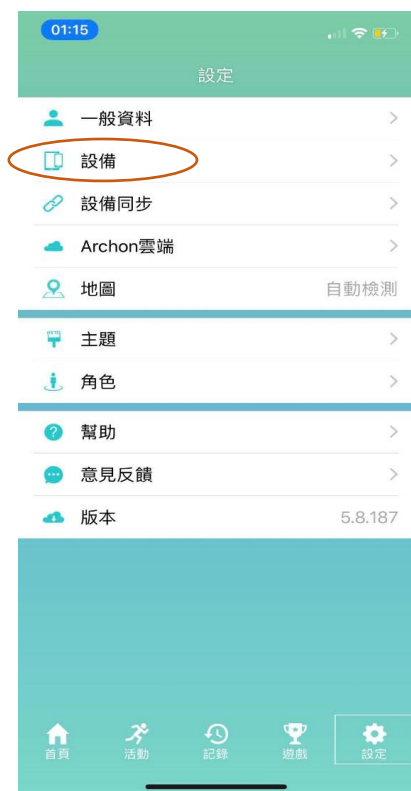 01:15
設定
一般資料
設備
設備同步
Archon雲端
地圖 自動檢測
主題
角色
幫助
意見反饋
版本 5.8.187
首頁 活動 記錄 遊戲 設定